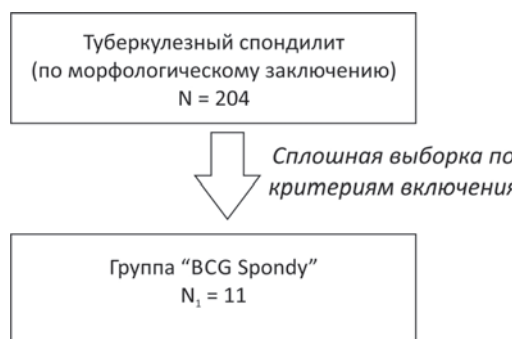 Туберкулезный спондилит
(по морфологическому заключению)
N = 204
Сплошная выборка по
критериям включения
Группа “BCG Spondy”
N₁ = 11